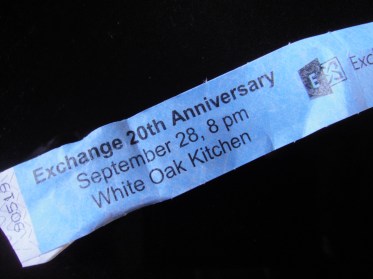 Exchange 20th Anniversary
September 28, 8 pm
White Oak Kitchen
E
Exc
90519